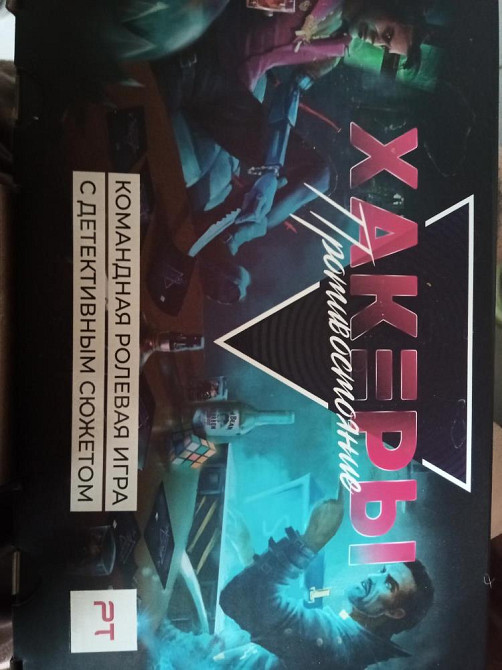 ХАКЕРЫ
Противостояние
КОМАНДНАЯ РОЛЕВАЯ ИГРА
С ДЕТЕКТИВНЫМ СЮЖЕТОМ
PT